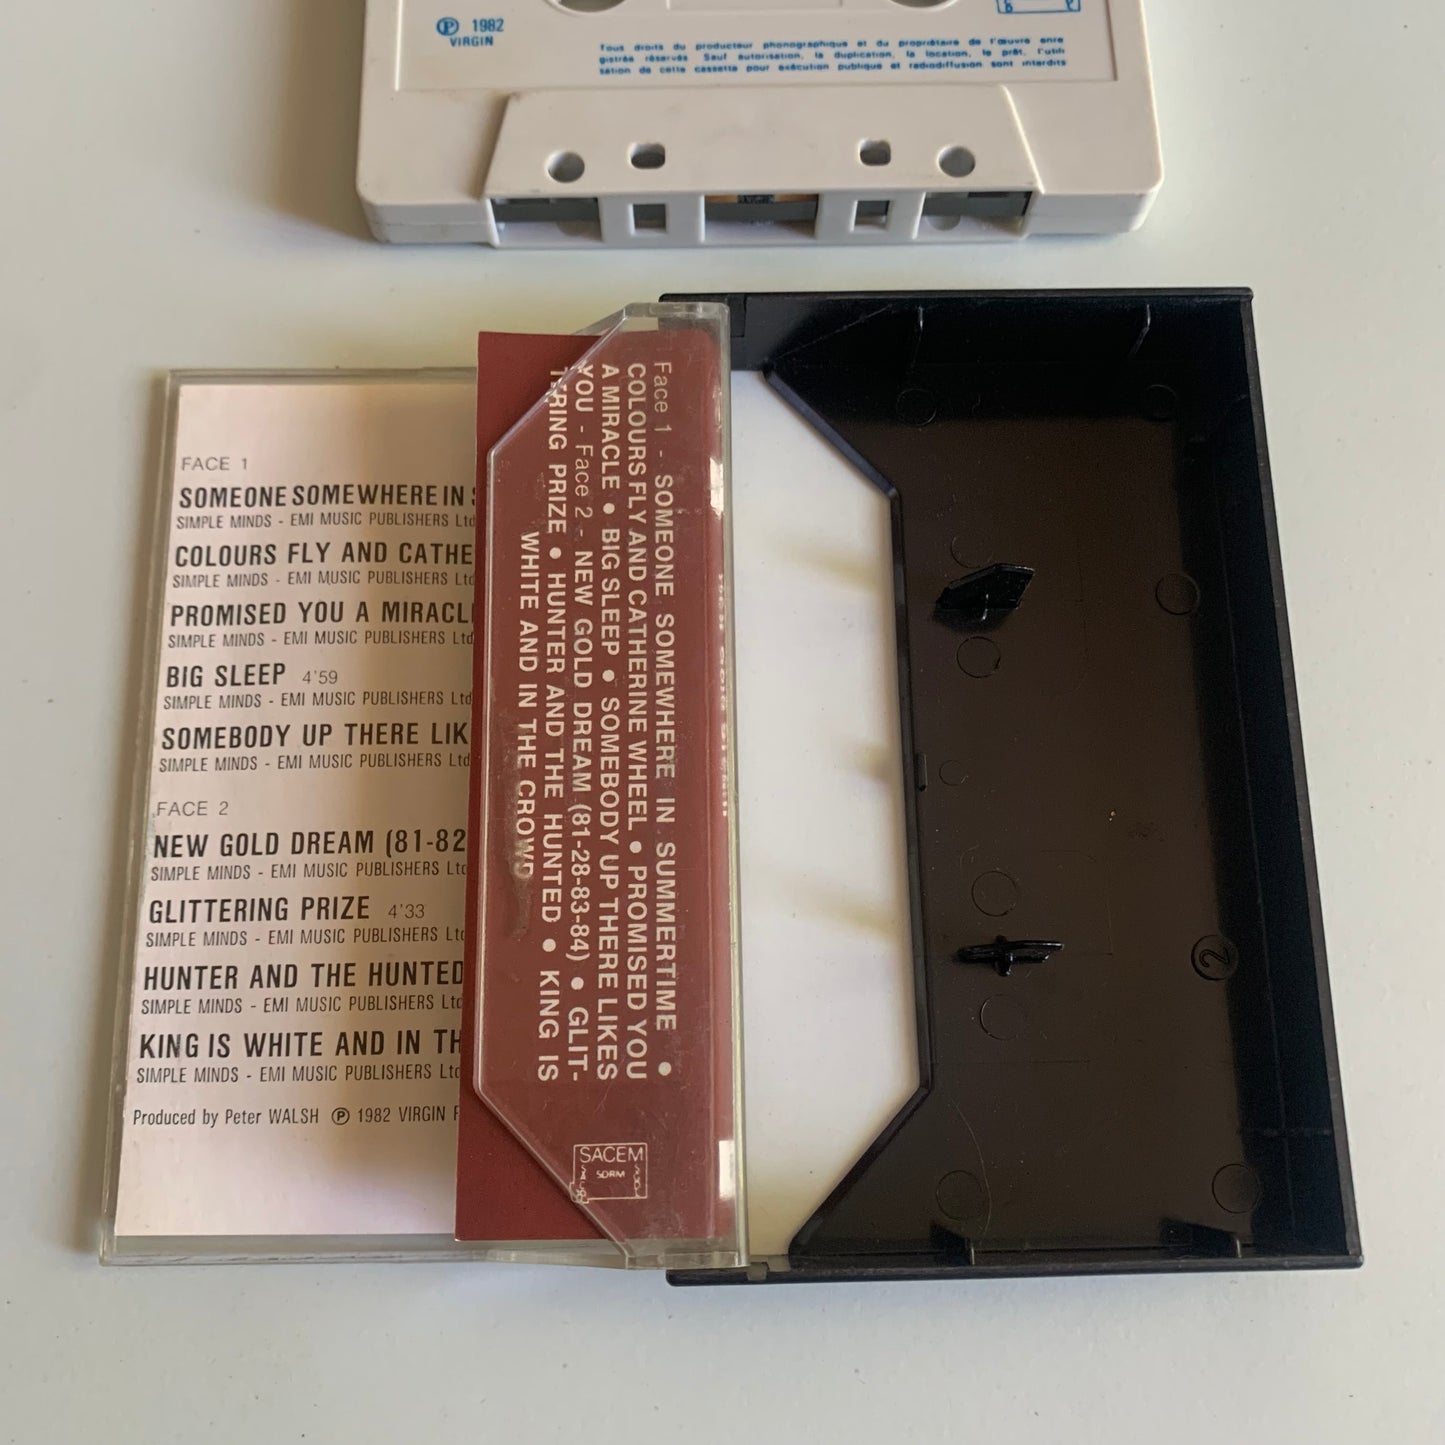 ℗ 1982
VIRGIN
Tous droits du producteur phonographique et du propriétaire de l'œuvre enre
gistrée réservés Sauf autorisation, la duplication, la location, le prêt, l'utili
sation de cette cassette pour exécution publique et radiodiffusion sont interdits
FACE 1
SOMEONE SOMEWHERE IN
SIMPLE MINDS - EMI MUSIC PUBLISHERS Ltd
COLOURS FLY AND CATHE
SIMPLE MINDS - EMI MUSIC PUBLISHERS Ltd
PROMISED YOU A MIRACLE
SIMPLE MINDS - EMI MUSIC PUBLISHERS Ltd
BIG SLEEP 4'59
SIMPLE MINDS - EMI MUSIC PUBLISHERS Ltd
SOMEBODY UP THERE LIK
SIMPLE MINDS - EMI MUSIC PUBLISHERS Ltd
FACE 2
NEW GOLD DREAM (81-82
SIMPLE MINDS - EMI MUSIC PUBLISHERS Ltd
GLITTERING PRIZE 4'33
SIMPLE MINDS - EMI MUSIC PUBLISHERS Ltd
HUNTER AND THE HUNTED
SIMPLE MINDS - EMI MUSIC PUBLISHERS Ltd
KING IS WHITE AND IN TH
SIMPLE MINDS - EMI MUSIC PUBLISHERS Ltd
Produced by Peter WALSH ℗ 1982 VIRGIN
Face 1 - SOMEONE SOMEWHERE IN SUMMERTIME •
COLOURS FLY AND CATHERINE WHEEL • PROMISED YOU
A MIRACLE • BIG SLEEP • SOMEBODY UP THERE LIKES
YOU - Face 2 - NEW GOLD DREAM (81-28-83-84) • GLIT-
TERING PRIZE • HUNTER AND THE HUNTED • KING IS
WHITE AND IN THE CROWD
SACEM
SDRM
2